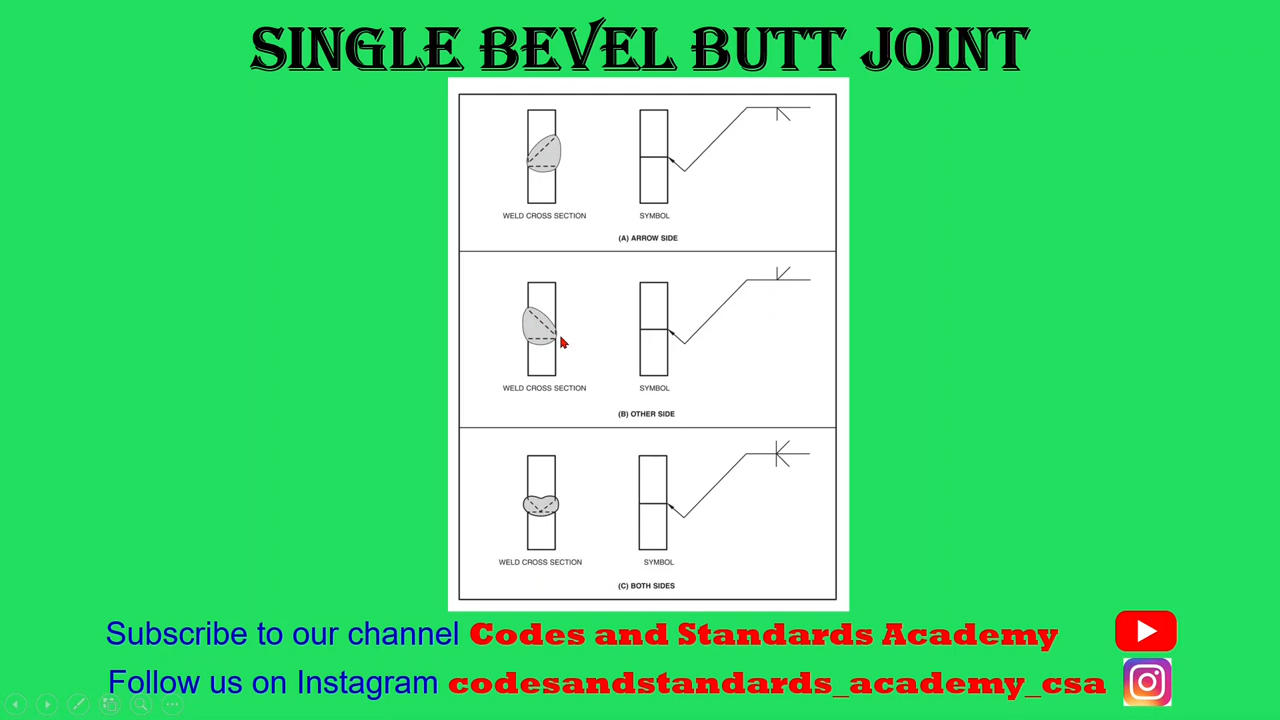 SINGLE BEVEL BUTT JOINT
WELD CROSS SECTION SYMBOL
(A) ARROW SIDE
WELD CROSS SECTION SYMBOL
(B) OTHER SIDE
WELD CROSS SECTION SYMBOL
(C) BOTH SIDES
Subscribe to our channel Codes and Standards Academy
Follow us on Instagram codesandstandards_academy_csa